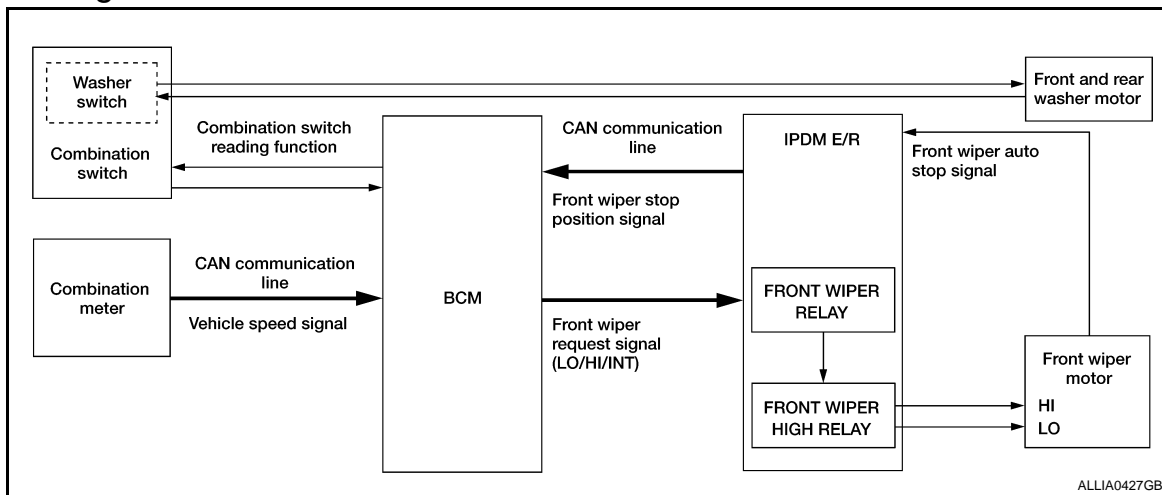 Washer
switch
Combination
switch
Combination switch
reading function
CAN communication
line
Front wiper stop
position signal
IPDM E/R
Front wiper auto
stop signal
Front and rear
washer motor
Combination
meter
CAN communication
line
Vehicle speed signal
BCM
Front wiper
request signal
(LO/HI/INT)
FRONT WIPER
RELAY
FRONT WIPER
HIGH RELAY
Front wiper
motor
HI
LO
ALLIA0427GB